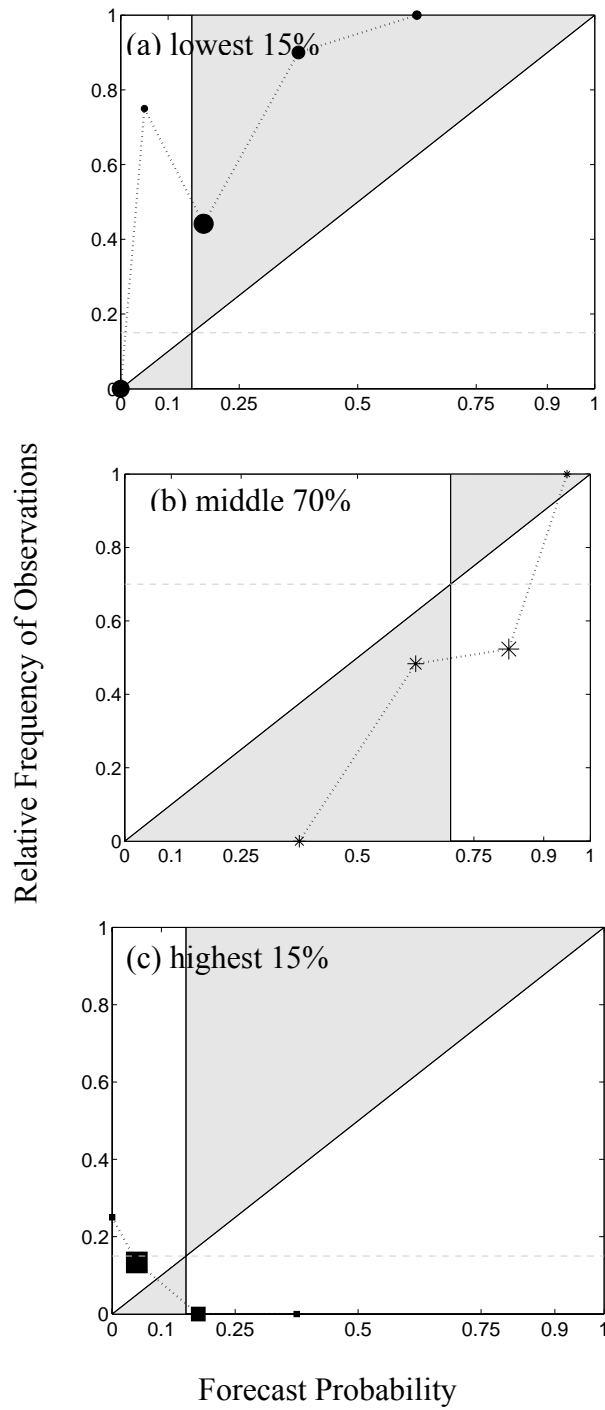 (a) lowest 15%
1
0.8
0.6
0.4
0.2
0
0 0.1 0.25 0.5 0.75 0.9 1
(b) middle 70%
1
0.8
0.6
0.4
0.2
0
0 0.1 0.25 0.5 0.75 0.9 1
(c) highest 15%
1
0.8
0.6
0.4
0.2
0
0 0.1 0.25 0.5 0.75 0.9 1
Relative Frequency of Observations
Forecast Probability